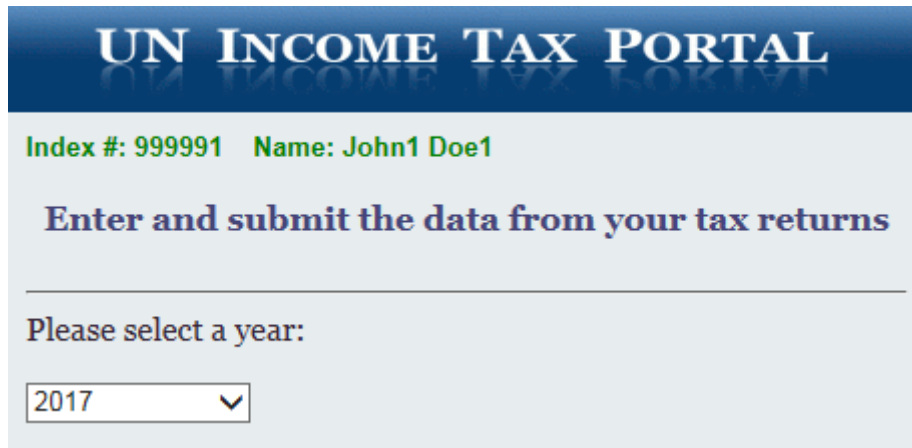 UN INCOME TAX PORTAL
Index #: 999991 Name: John1 Doe1
Enter and submit the data from your tax returns
Please select a year:
2017